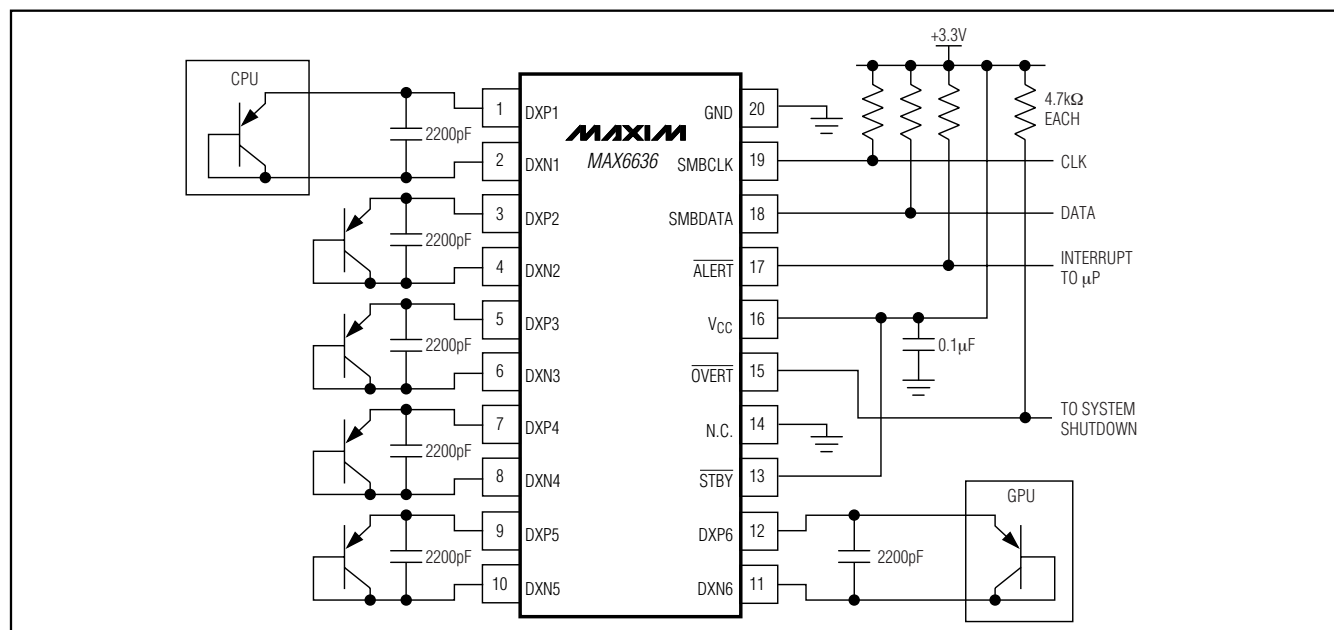 +3.3V
CPU
4.7kΩ
EACH
1
DXP1
GND
20
2200pF
MAXIM
MAX6636
2
DXN1
SMBCLK
19
CLK
3
DXP2
SMBDATA
18
DATA
2200pF
4
DXN2
ALERT
17
INTERRUPT
TO µP
5
DXP3
VCC
16
2200pF
0.1µF
6
DXN3
OVERT
15
7
DXP4
N.C.
14
TO SYSTEM
SHUTDOWN
2200pF
8
DXN4
STBY
13
GPU
9
DXP5
DXP6
12
2200pF
2200pF
10
DXN5
DXN6
11